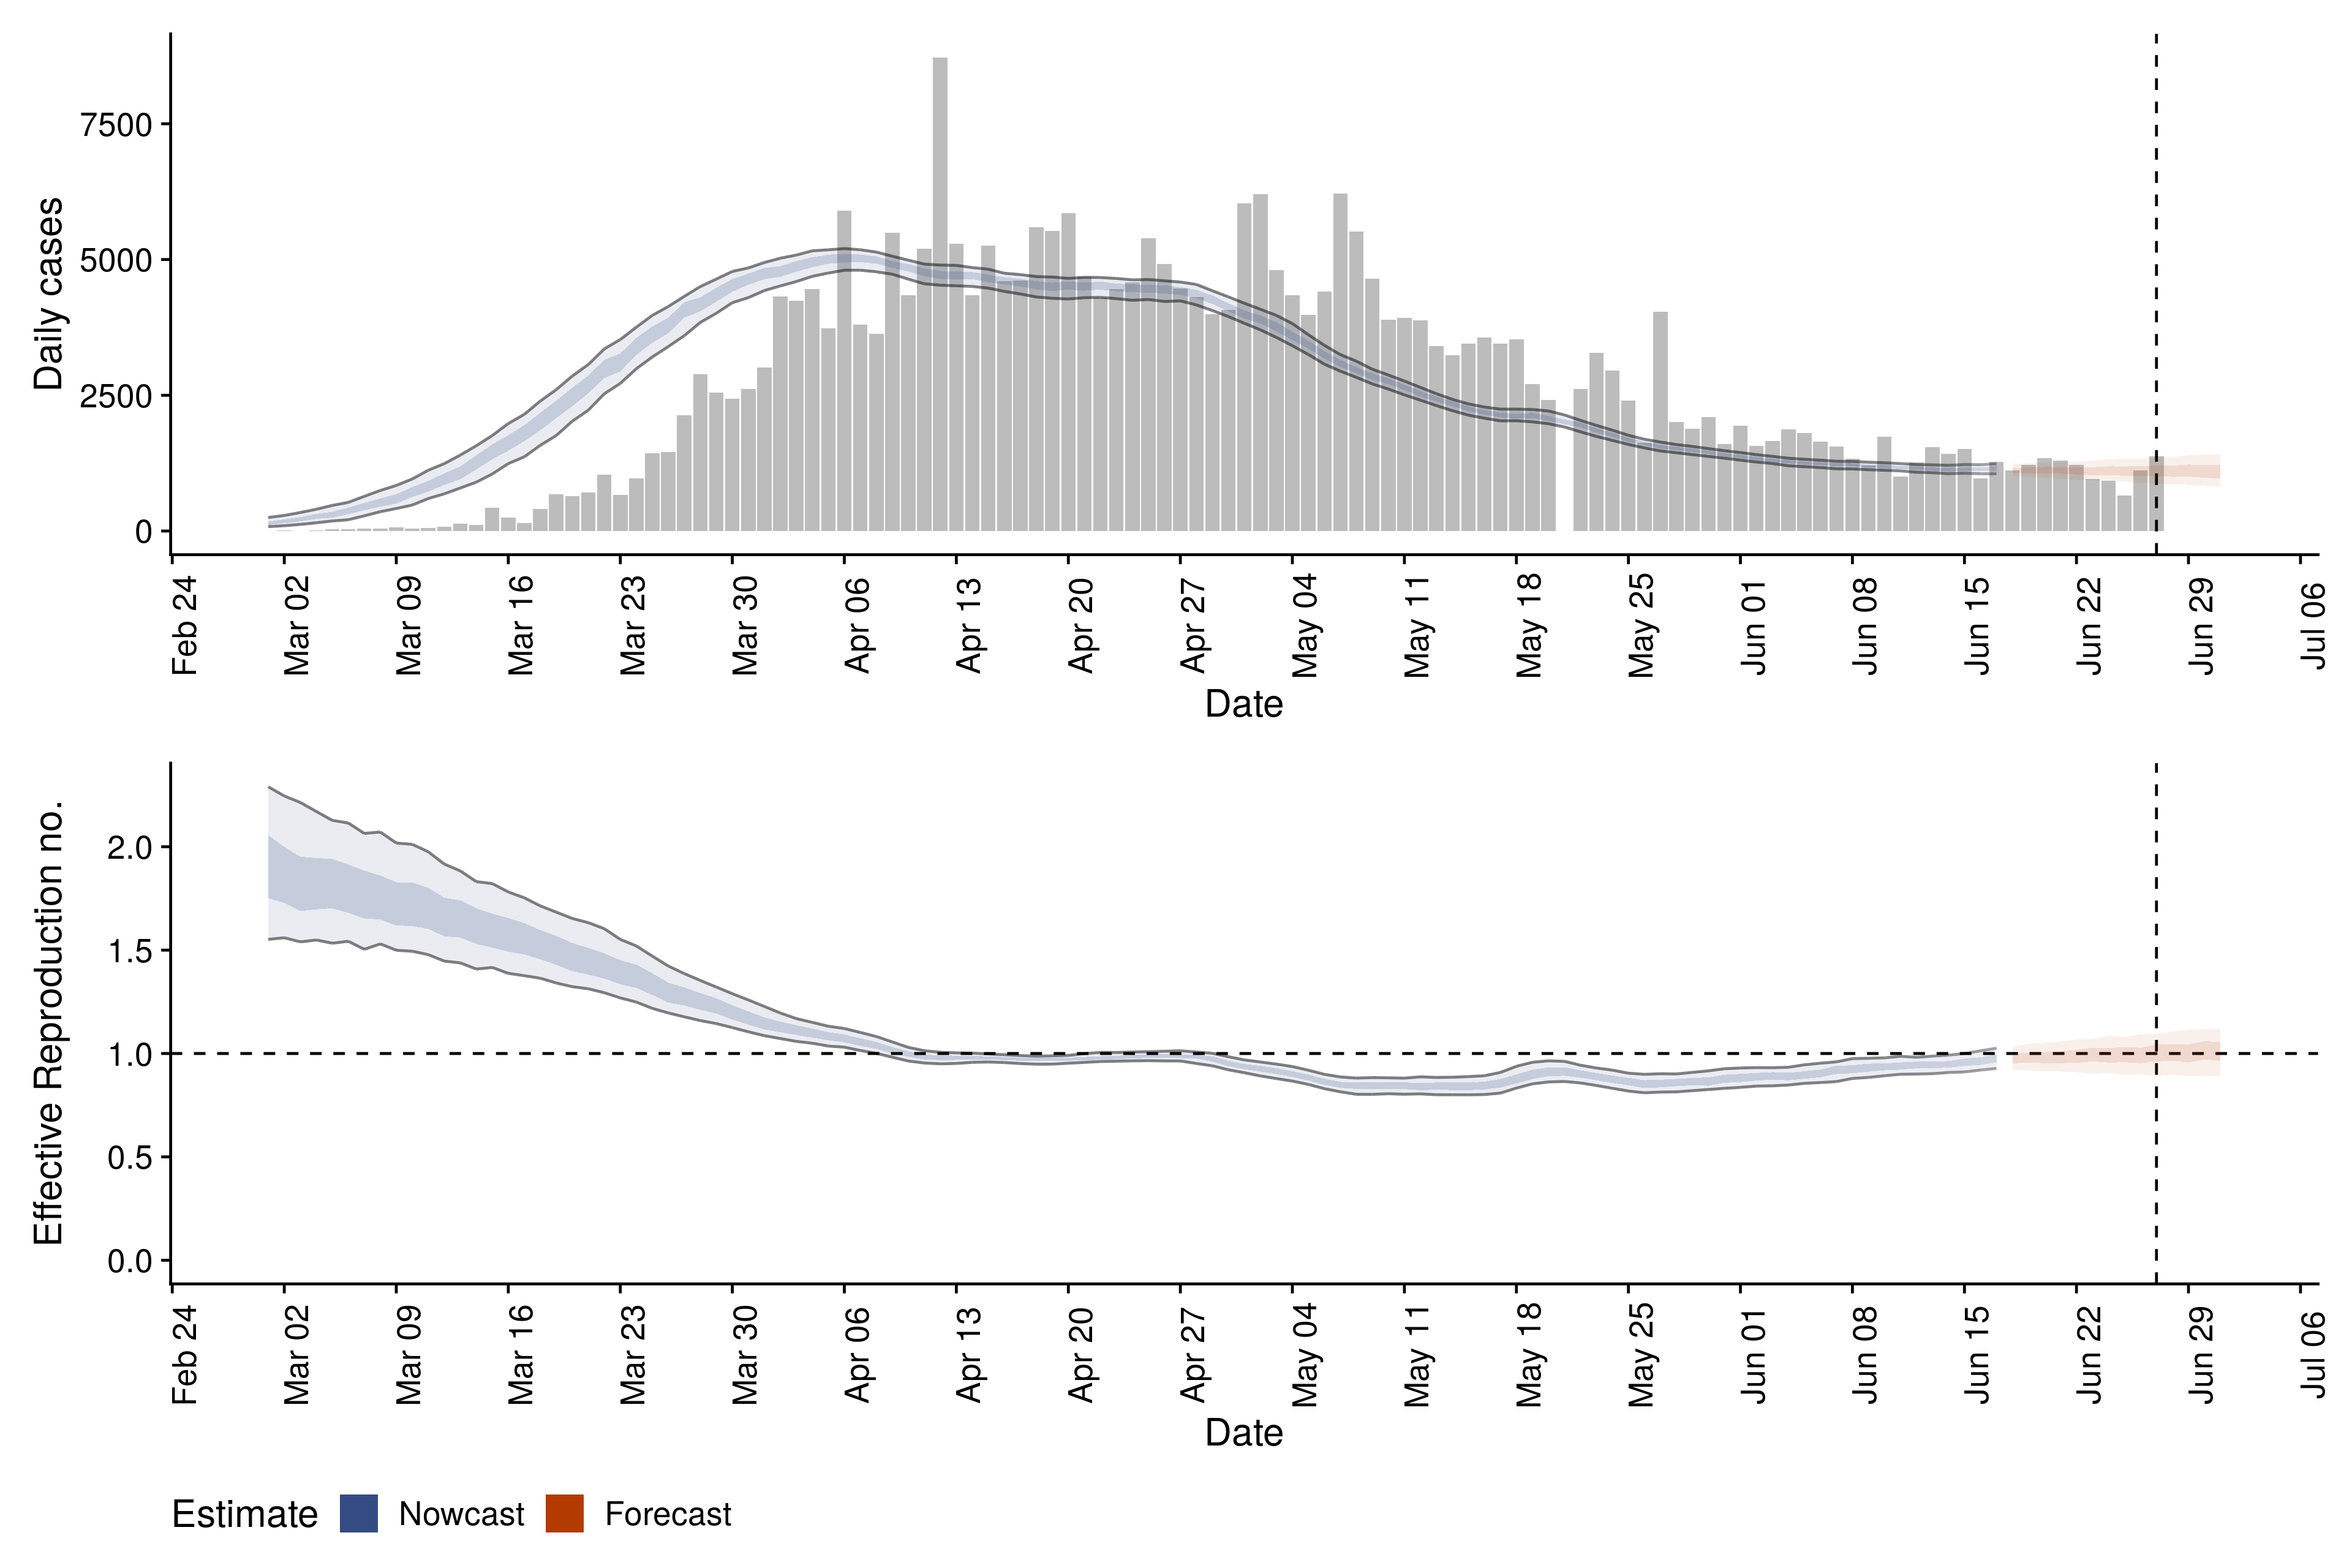 Daily cases
7500
5000
2500
0
Feb 24
Mar 02
Mar 09
Mar 16
Mar 23
Mar 30
Apr 06
Apr 13
Apr 20
Apr 27
May 04
May 11
May 18
May 25
Jun 01
Jun 08
Jun 15
Jun 22
Jun 29
Jul 06
Date
Effective Reproduction no.
2.0
1.5
1.0
0.5
0.0
Feb 24
Mar 02
Mar 09
Mar 16
Mar 23
Mar 30
Apr 06
Apr 13
Apr 20
Apr 27
May 04
May 11
May 18
May 25
Jun 01
Jun 08
Jun 15
Jun 22
Jun 29
Jul 06
Date
Estimate Nowcast Forecast